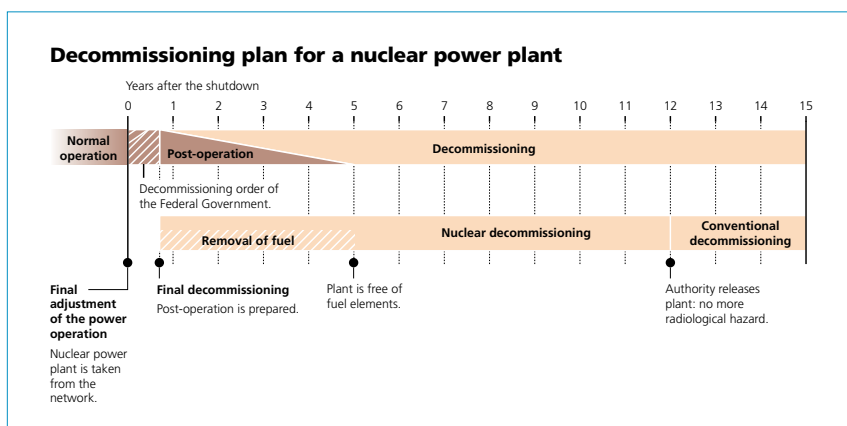 Decommissioning plan for a nuclear power plant
Years after the shutdown
0 1 2 3 4 5 6 7 8 9 10 11 12 13 14 15
Normal
operation
Post-operation
Decommissioning
Decommissioning order of
the Federal Government.
Removal of fuel
Nuclear decommissioning
Conventional
decommissioning
Final
adjustment
of the power
operation
Nuclear power
plant is taken
from the
network.
Final decommissioning
Post-operation is prepared.
Plant is free of
fuel elements.
Authority releases
plant: no more
radiological hazard.